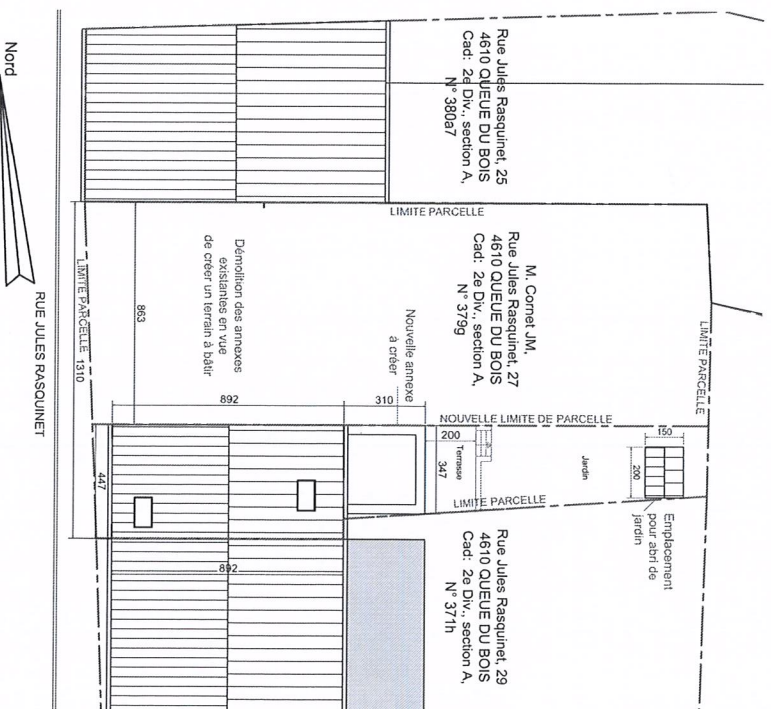 Nord
RUE JULES RASQUINET
Rue Jules Rasquinet, 25
4610 QUEUE DU BOIS
Cad: 2e Div., section A,
N° 380a7
LIMITE PARCELLE
M. Cornet JM,
Rue Jules Rasquinet, 27
4610 QUEUE DU BOIS
Cad: 2e Div., section A,
N° 379g
LIMITE PARCELLE
LIMITE PARCELLE
1310
863
Démolition des annexes
existantes en vue
de créer un terrain à bâtir
Nouvelle annexe
à créer
892
310
NOUVELLE LIMITE DE PARCELLE
200
Terrasse
347
Jardin
150
200
447
LIMITE PARCELLE
Emplacement
pour abri de
jardin
892
Rue Jules Rasquinet, 29
4610 QUEUE DU BOIS
Cad: 2e Div., section A,
N° 371h